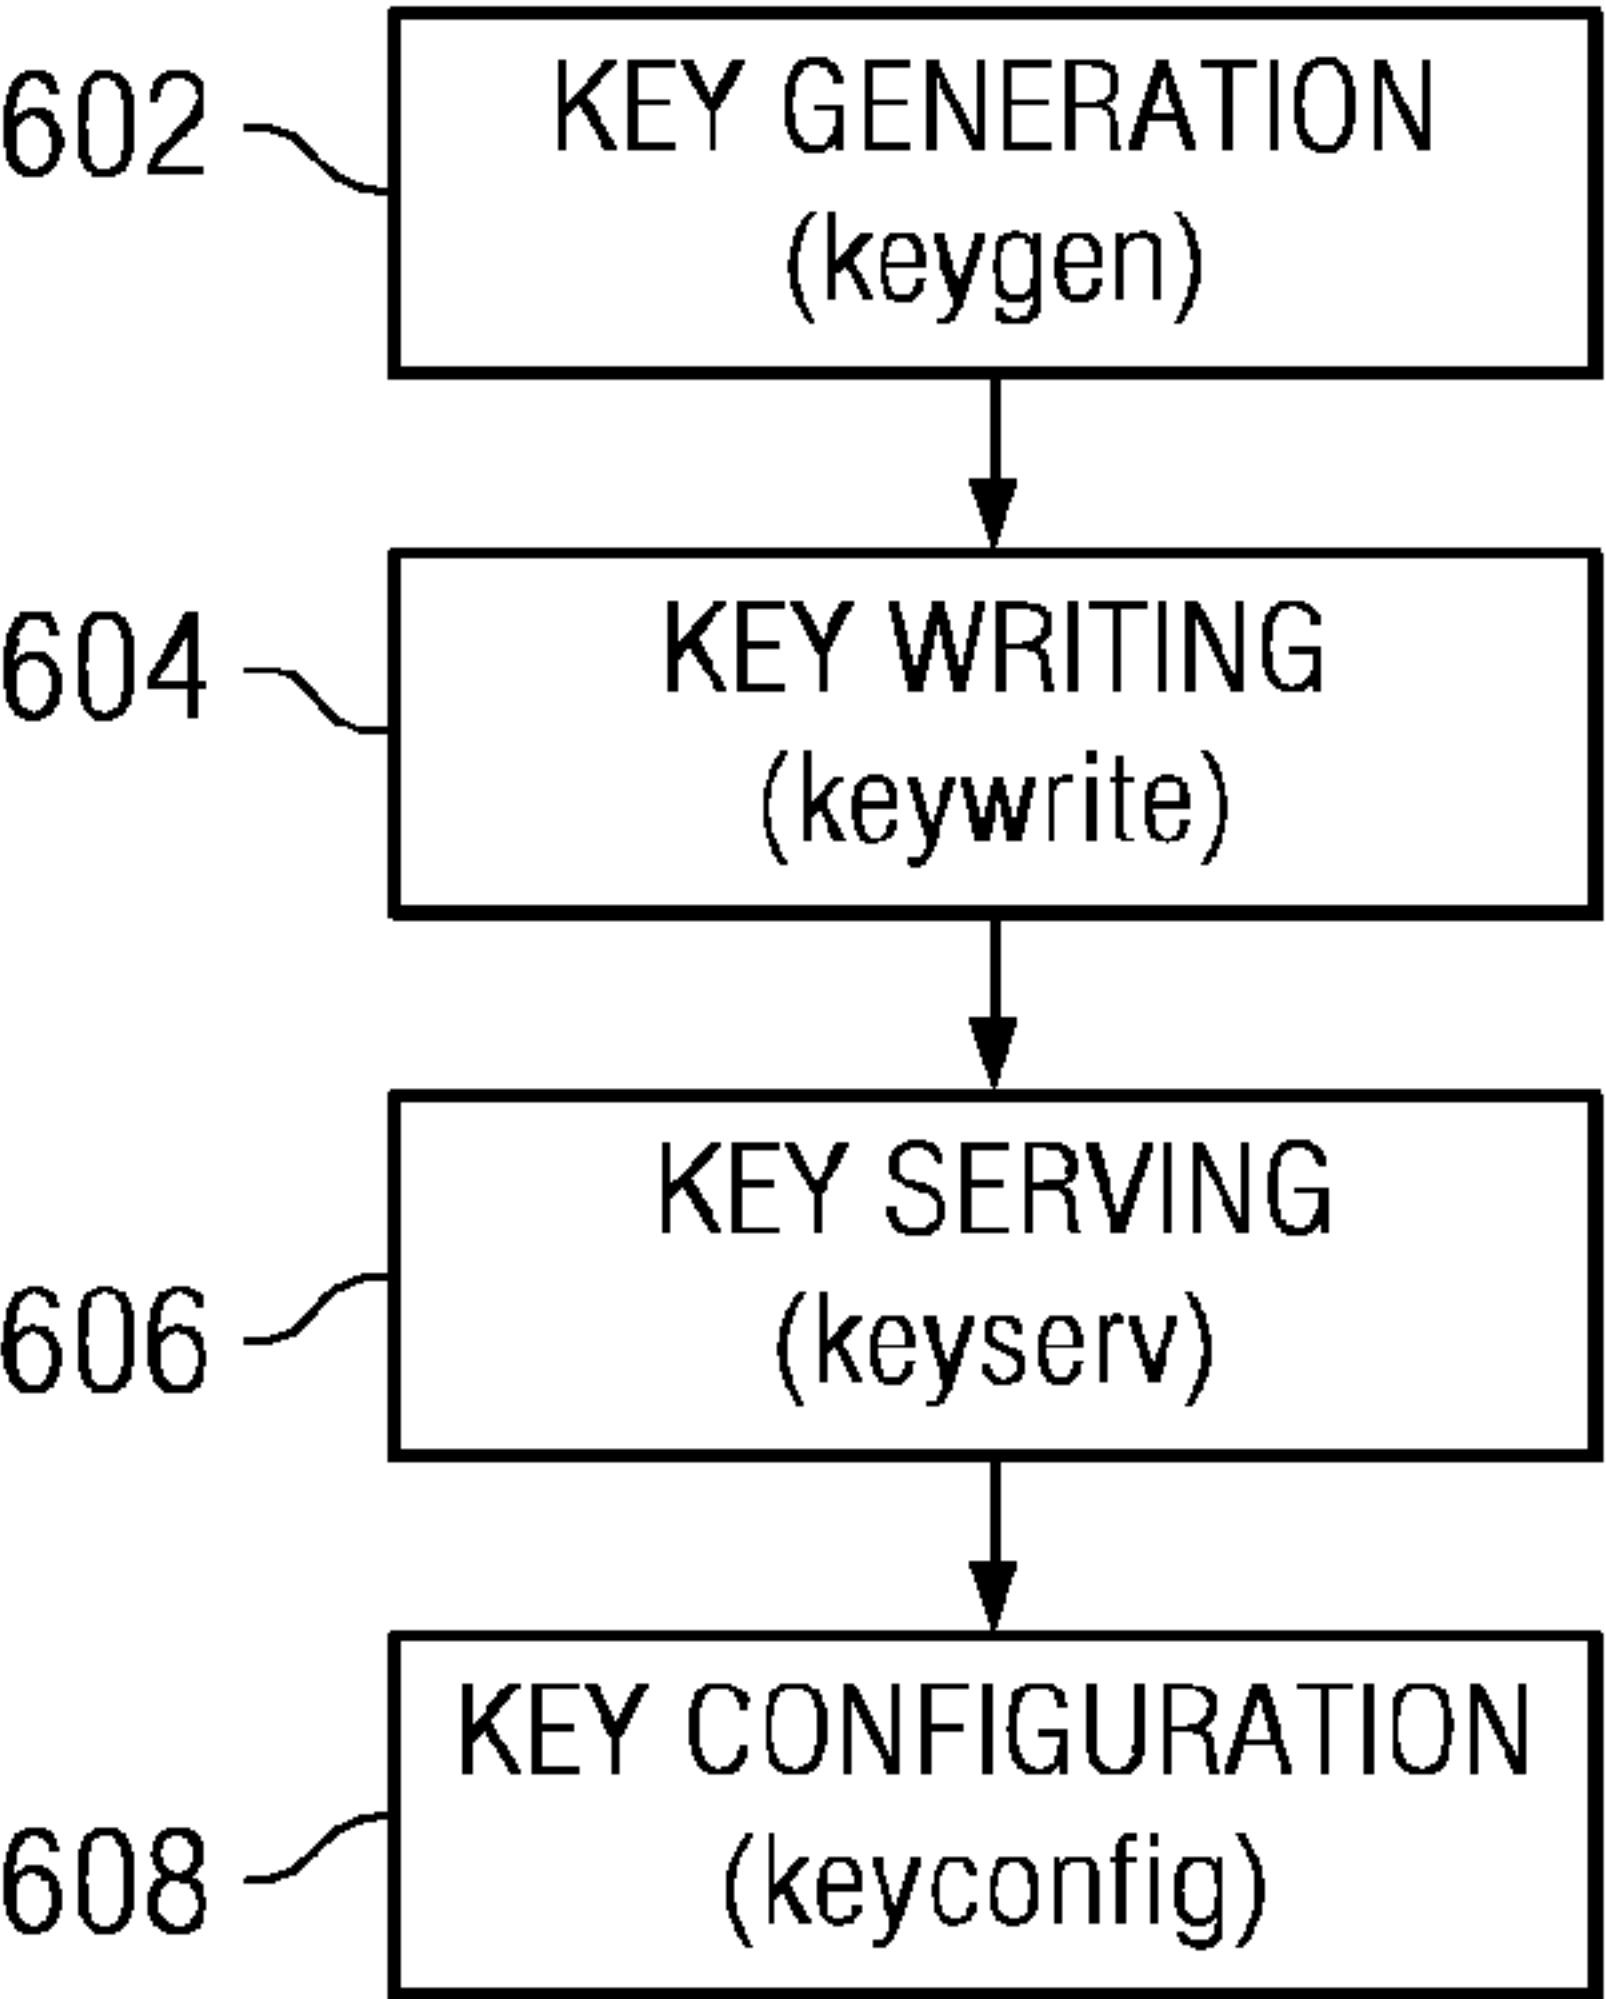 602
KEY GENERATION
(keygen)
604
KEY WRITING
(keywrite)
606
KEY SERVING
(keyserv)
608
KEY CONFIGURATION
(keyconfig)